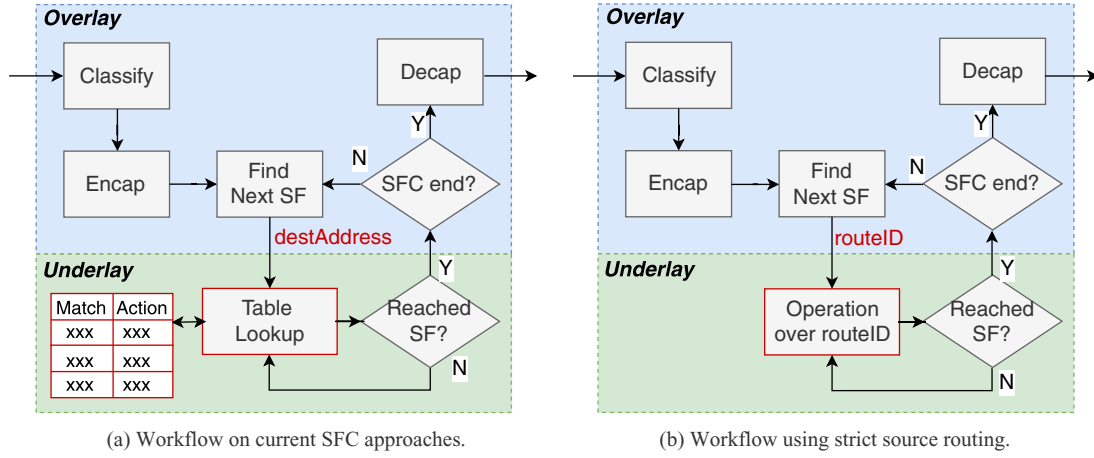 Overlay
Classify
Decap
Y
N
Encap
Find
Next SF
SFC end?
destAddress
Underlay
Y
Match Action
xxx xxx
xxx xxx
xxx xxx
Table
Lookup
Reached
SF?
N
(a) Workflow on current SFC approaches.
Overlay
Classify
Decap
Y
N
Encap
Find
Next SF
SFC end?
routeID
Underlay
Y
Operation
over routeID
Reached
SF?
N
(b) Workflow using strict source routing.